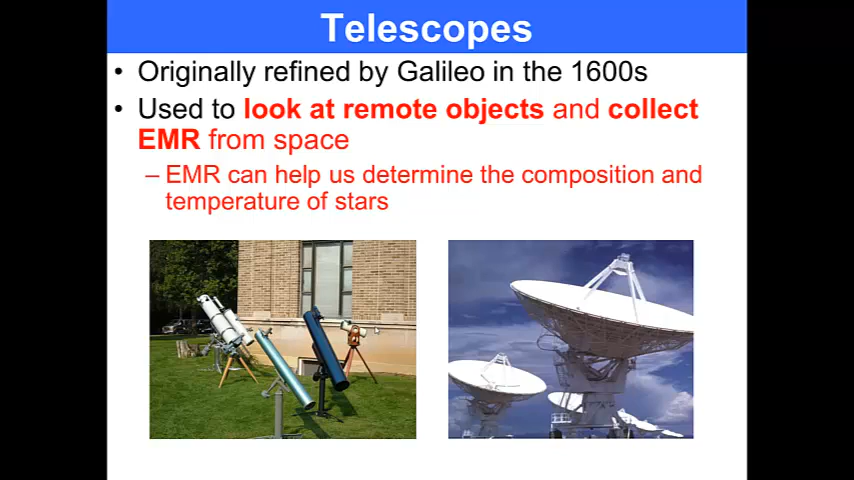 Telescopes
• Originally refined by Galileo in the 1600s
• Used to look at remote objects and collect
EMR from space
– EMR can help us determine the composition and
temperature of stars